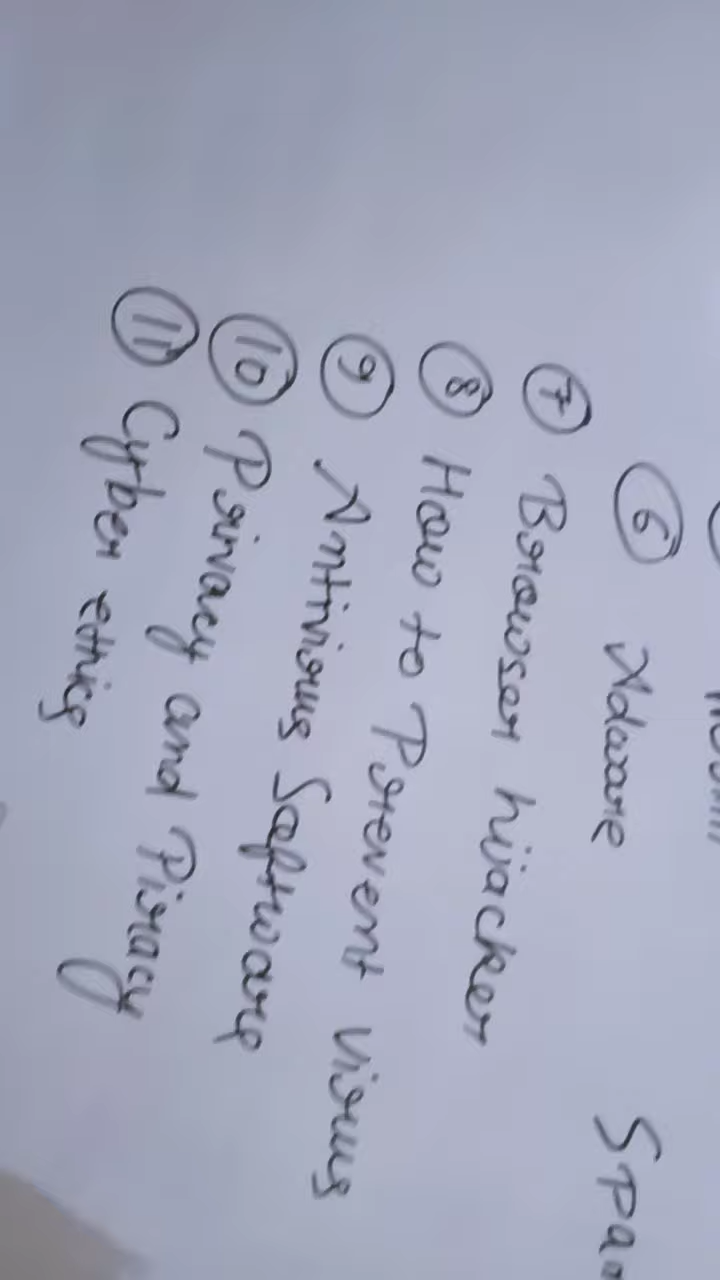 ⑥ Adware
⑦ Browser hijacker
⑧ How to Prevent Virus
⑨ Antivirus Software
⑩ Privacy and Piracy
⑪ Cyber ethics